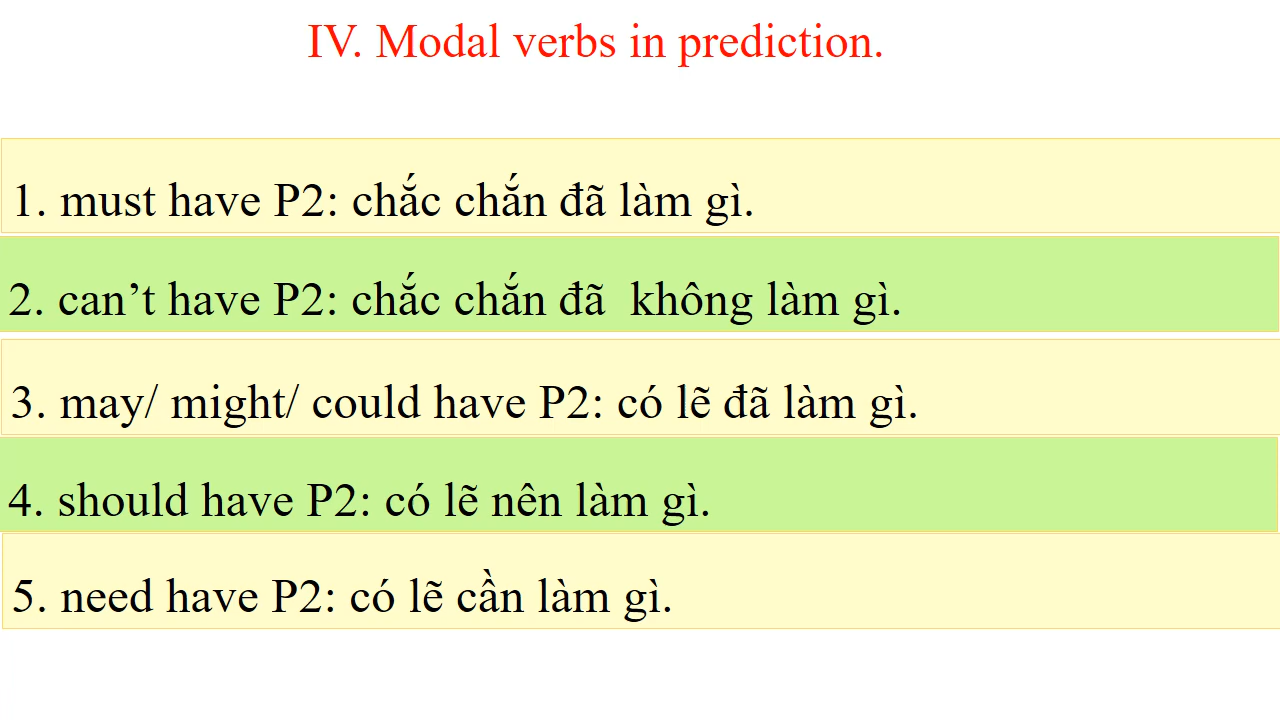 IV. Modal verbs in prediction.
1. must have P2: chắc chắn đã làm gì.
2. can’t have P2: chắc chắn đã  không làm gì.
3. may/ might/ could have P2: có lẽ đã làm gì.
4. should have P2: có lẽ nên làm gì.
5. need have P2: có lẽ cần làm gì.